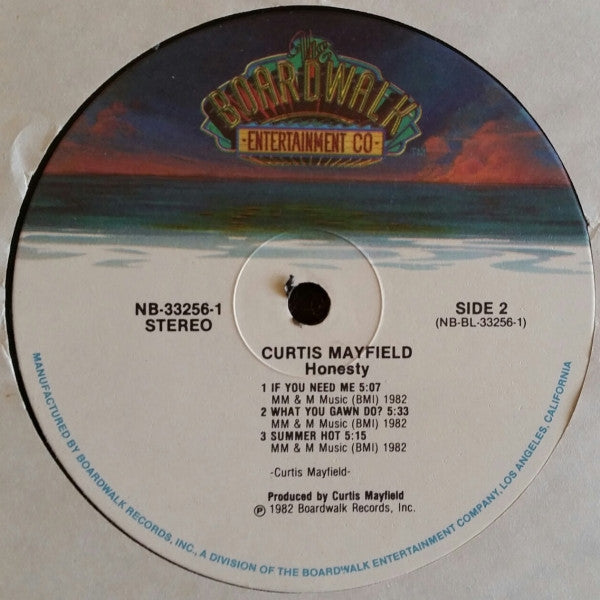 The
BOARDWALK
-ENTERTAINMENT CO-
TM
NB-33256-1
STEREO
SIDE 2
(NB-BL-33256-1)
CURTIS MAYFIELD
Honesty
1 IF YOU NEED ME 5:07
MM & M Music (BMI) 1982
2 WHAT YOU GAWN DO? 5:33
MM & M Music (BMI) 1982
3 SUMMER HOT 5:15
MM & M Music (BMI) 1982
-Curtis Mayfield-
Produced by Curtis Mayfield
℗ 1982 Boardwalk Records, Inc.
MANUFACTURED BY BOARDWALK RECORDS, INC., A DIVISION OF THE BOARDWALK ENTERTAINMENT COMPANY, LOS ANGELES, CALIFORNIA